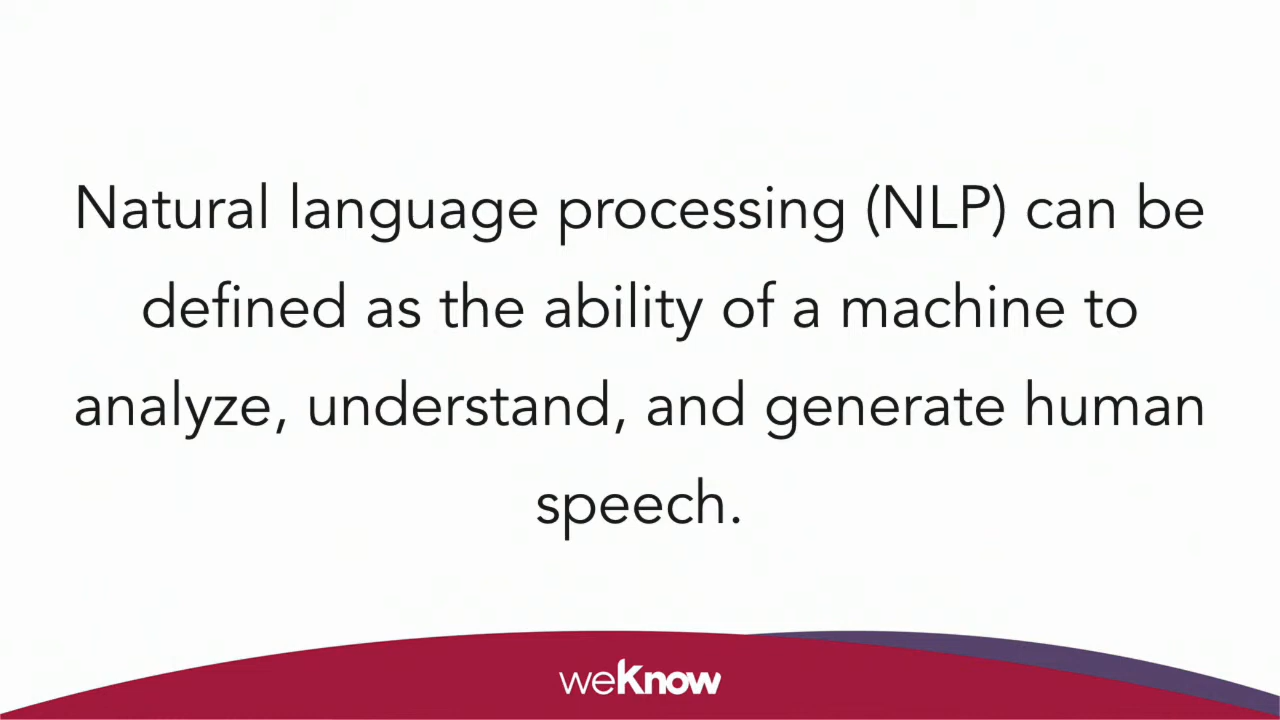 Natural language processing (NLP) can be
defined as the ability of a machine to
analyze, understand, and generate human
speech.
weKnow